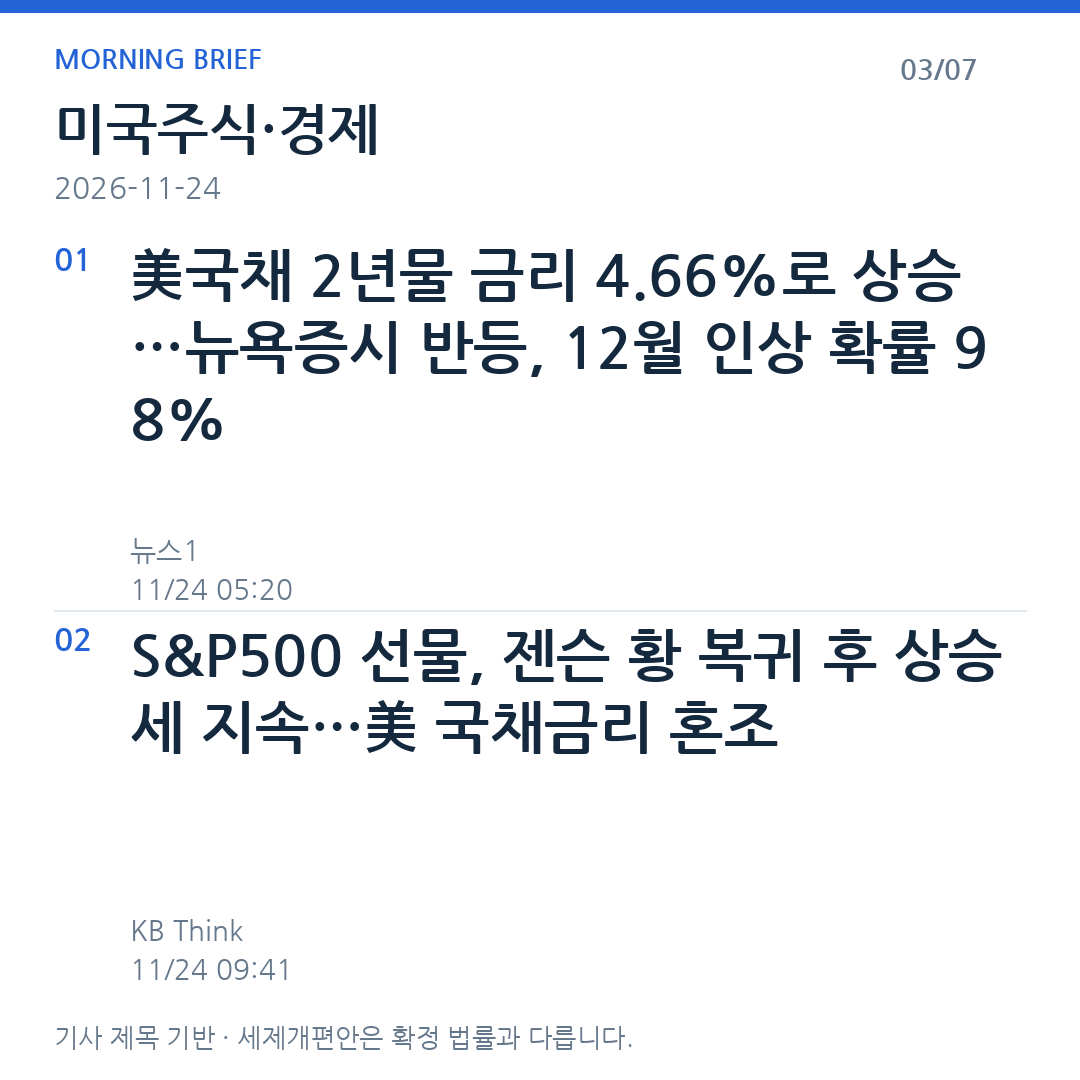 MORNING BRIEF
03/07
미국주식·경제
2026-11-24
01
美국채 2년물 금리 4.66%로 상승
…뉴욕증시 반등, 12월 인상 확률 9
8%
뉴스1
11/24 05:20
02
S&P500 선물, 젠슨 황 복귀 후 상승
세 지속…美 국채금리 혼조
KB Think
11/24 09:41
기사 제목 기반 · 세제개편안은 확정 법률과 다릅니다.